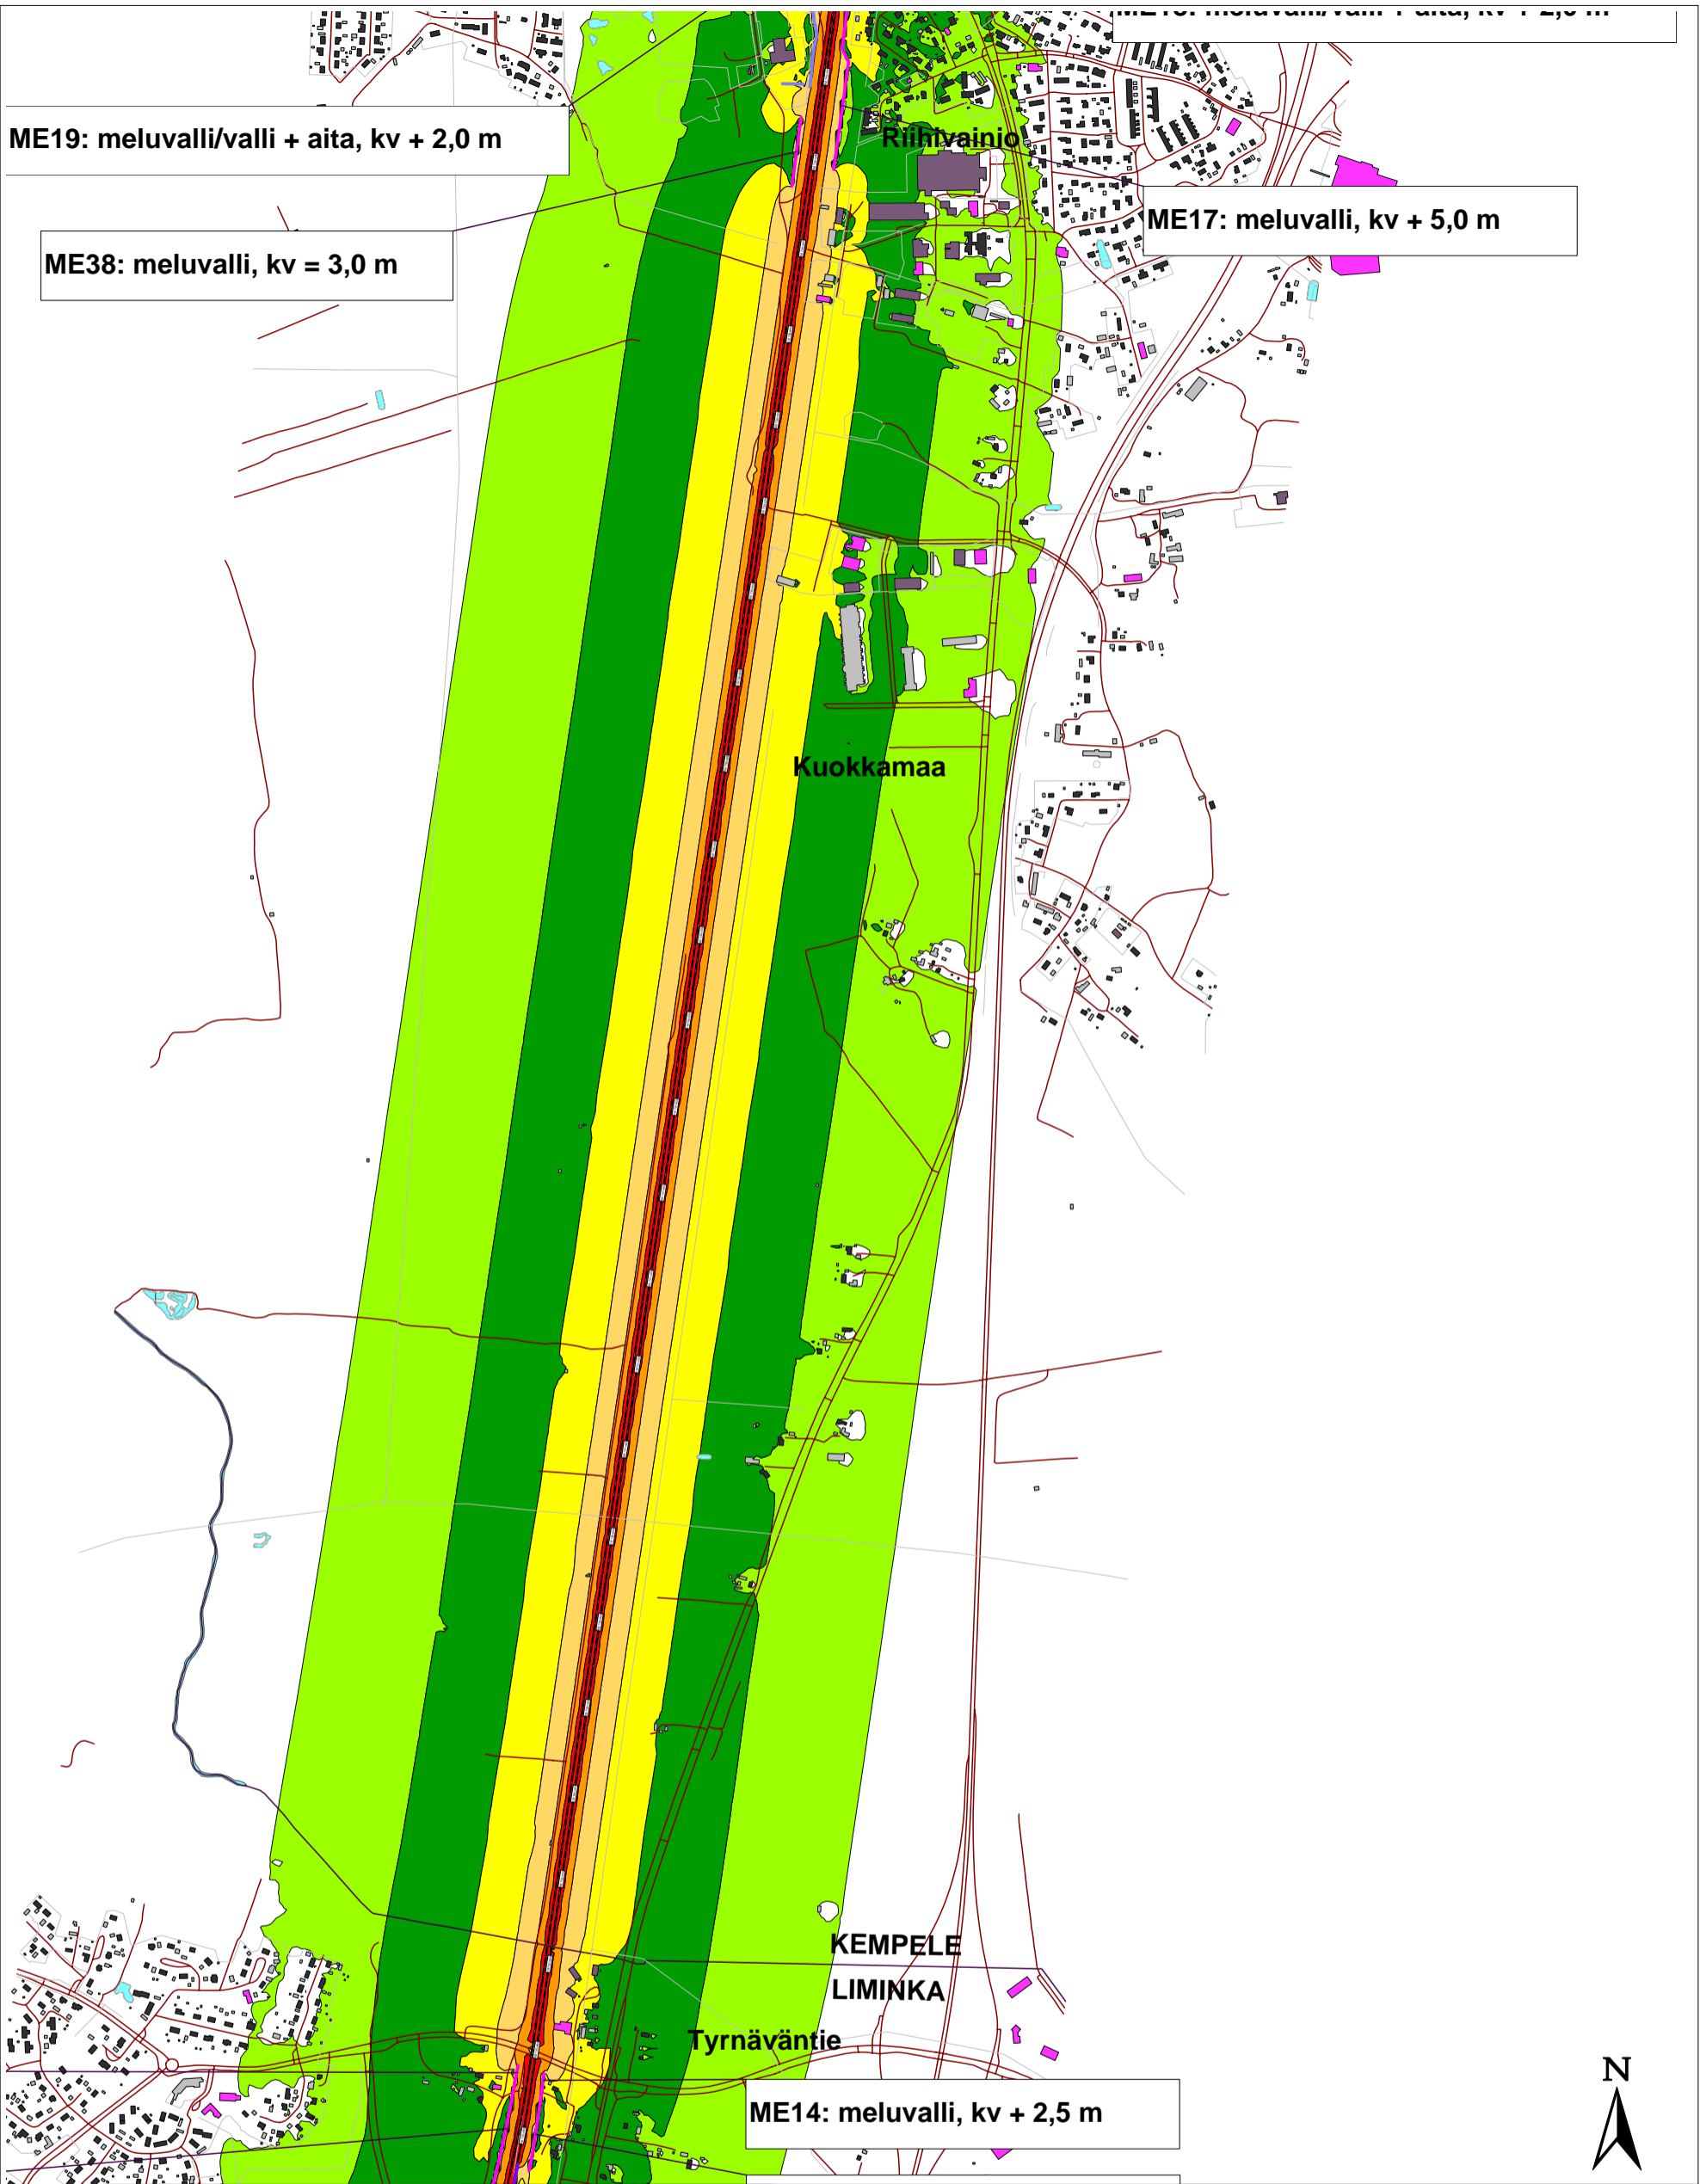 ME19: meluvalli/valli + aita, kv + 2,0 m
Riihivainio
ME17: meluvalli, kv + 5,0 m
ME38: meluvalli, kv = 3,0 m
Kuokkamaa
KEMPELE
LIMINKA
Tyrnäväntie
N
ME14: meluvalli, kv + 2,5 m